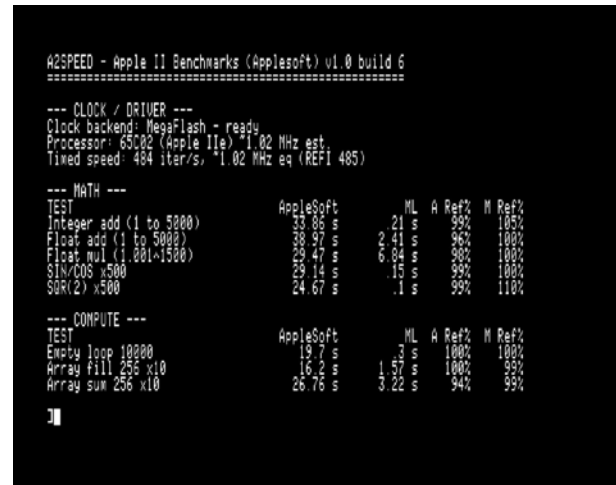 A2SPEED - Apple II Benchmarks (Applesoft) v1.0 build 6
======================================================
--- CLOCK / DRIVER ---
Clock backend: MegaFlash - ready
Processor: 65C02 (Apple IIe) ~1.02 MHz est.
Timed speed: 484 iter/s, ~1.02 MHz eq (REFI 485)
--- MATH ---
TEST AppleSoft ML A Ref% M Ref%
Integer add (1 to 5000) 33.86 s .21 s 99% 105%
Float add (1 to 5000) 38.97 s 2.41 s 96% 100%
Float mul (1.001^1500) 29.47 s 6.84 s 98% 100%
SIN/COS x500 29.14 s .15 s 99% 100%
SQR(2) x500 24.67 s .1 s 99% 110%
--- COMPUTE ---
TEST AppleSoft ML A Ref% M Ref%
Empty loop 10000 19.7 s .3 s 100% 100%
Array fill 256 x10 16.2 s 1.57 s 100% 99%
Array sum 256 x10 26.76 s 3.22 s 94% 99%
]